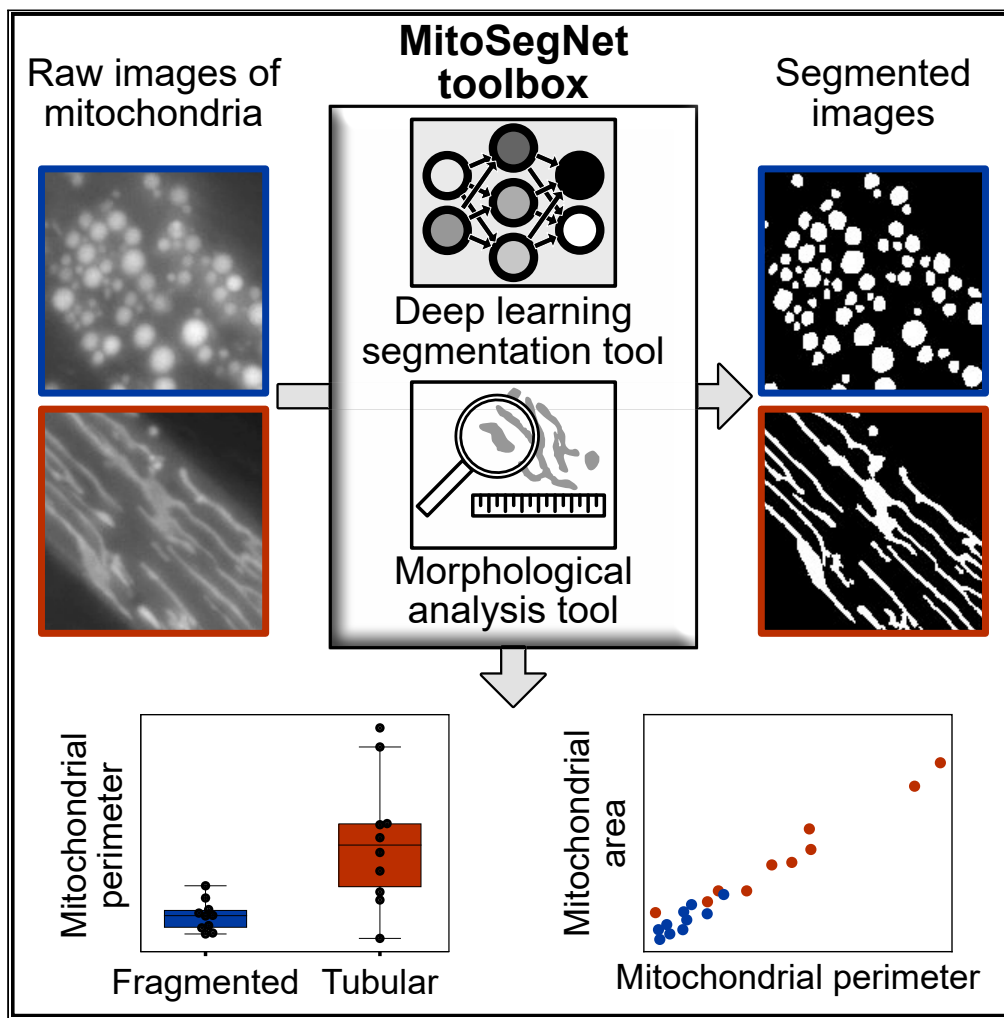 MitoSegNet
toolbox
Raw images of
mitochondria
Segmented
images
Deep learning
segmentation tool
Morphological
analysis tool
Mitochondrial
perimeter
Fragmented
Tubular
Mitochondrial
area
Mitochondrial perimeter